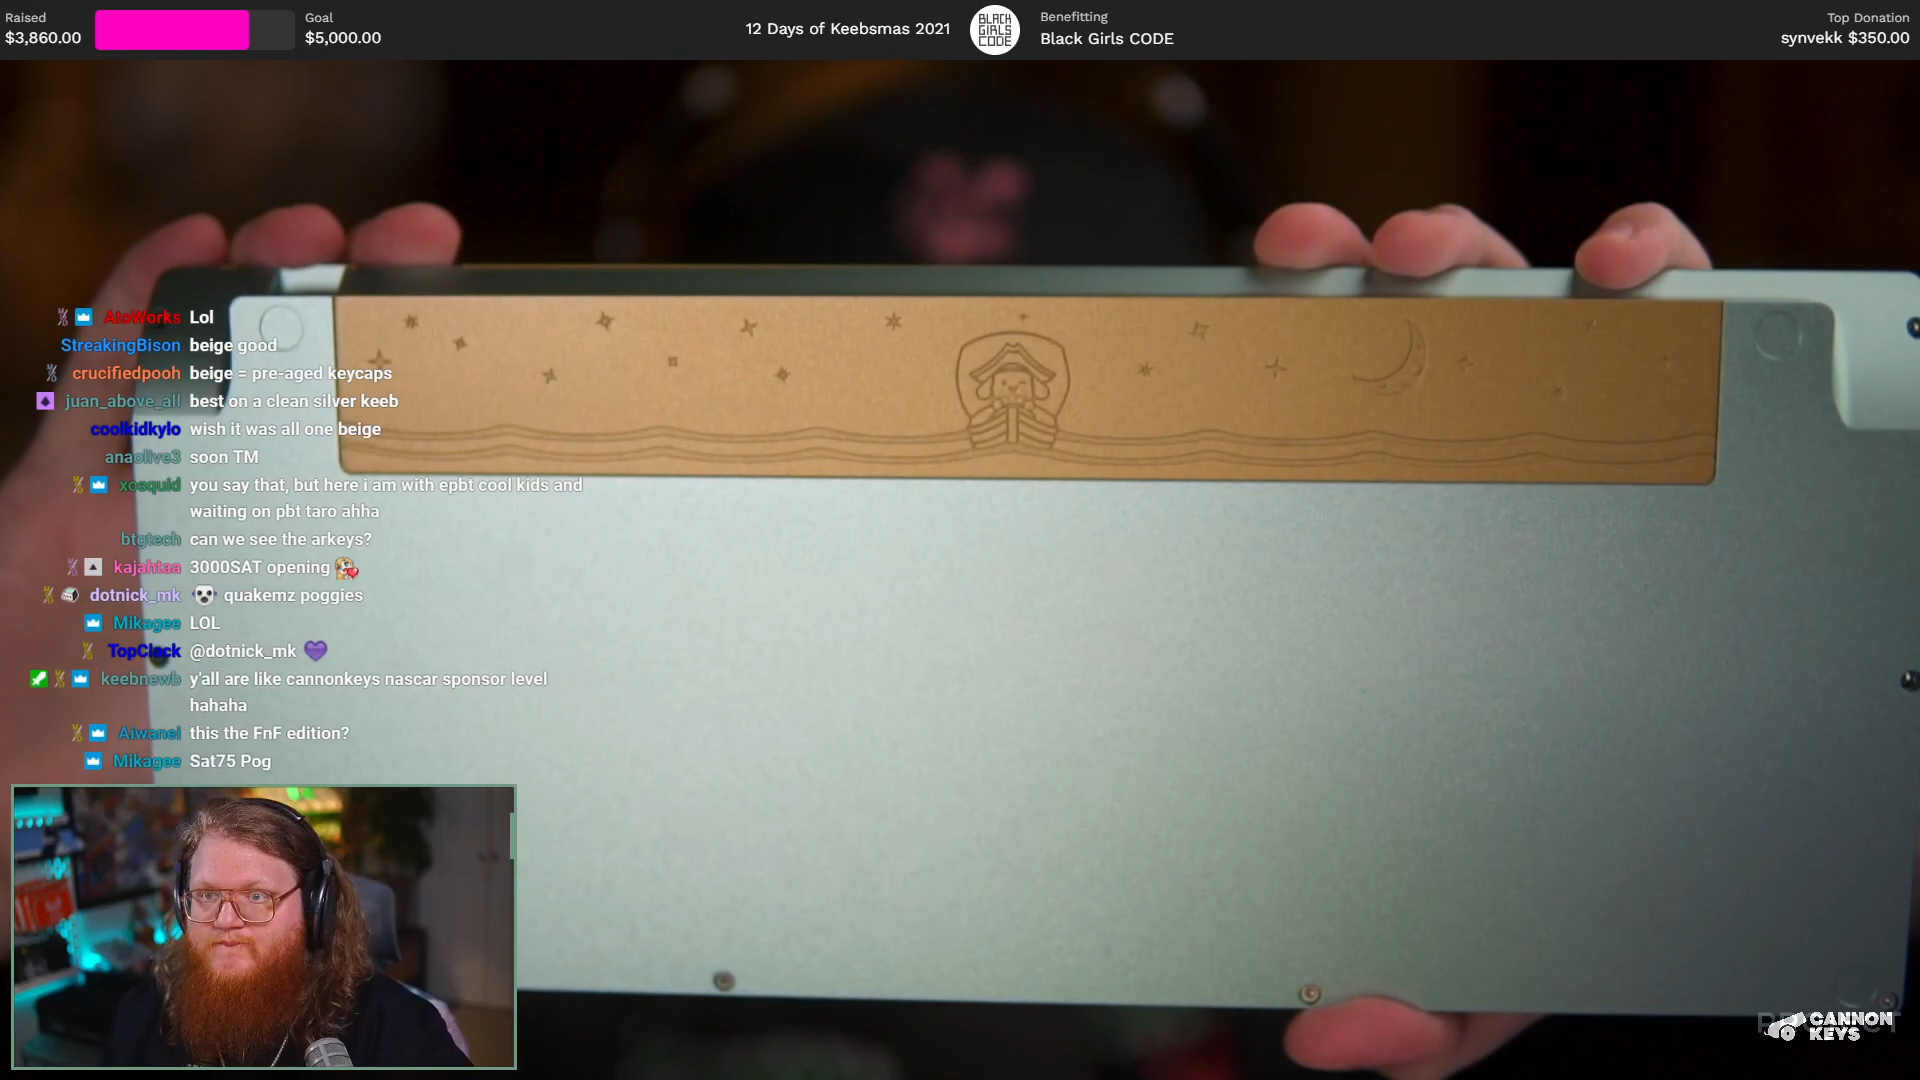 Raised
$3,860.00
Goal
$5,000.00
12 Days of Keebsmas 2021
BLACK
GIRLS
CODE
Benefitting
Black Girls CODE
Top Donation
synvekk $350.00
AtoWorks Lol
StreakingBison beige good
crucifiedpooh beige = pre-aged keycaps
juan_above_all best on a clean silver keeb
coolkidkylo wish it was all one beige
anaolive3 soon TM
xosquid you say that, but here i am with epbt cool kids and
waiting on pbt taro ahha
btgtech can we see the arkeys?
kajahtaa 3000SAT opening
dotnick_mk quakemz poggies
Mikagee LOL
TopClack @dotnick_mk
keebnewb y'all are like cannonkeys nascar sponsor level
hahaha
Aiwanei this the FnF edition?
Mikagee Sat75 Pog
CANNON
KEYS